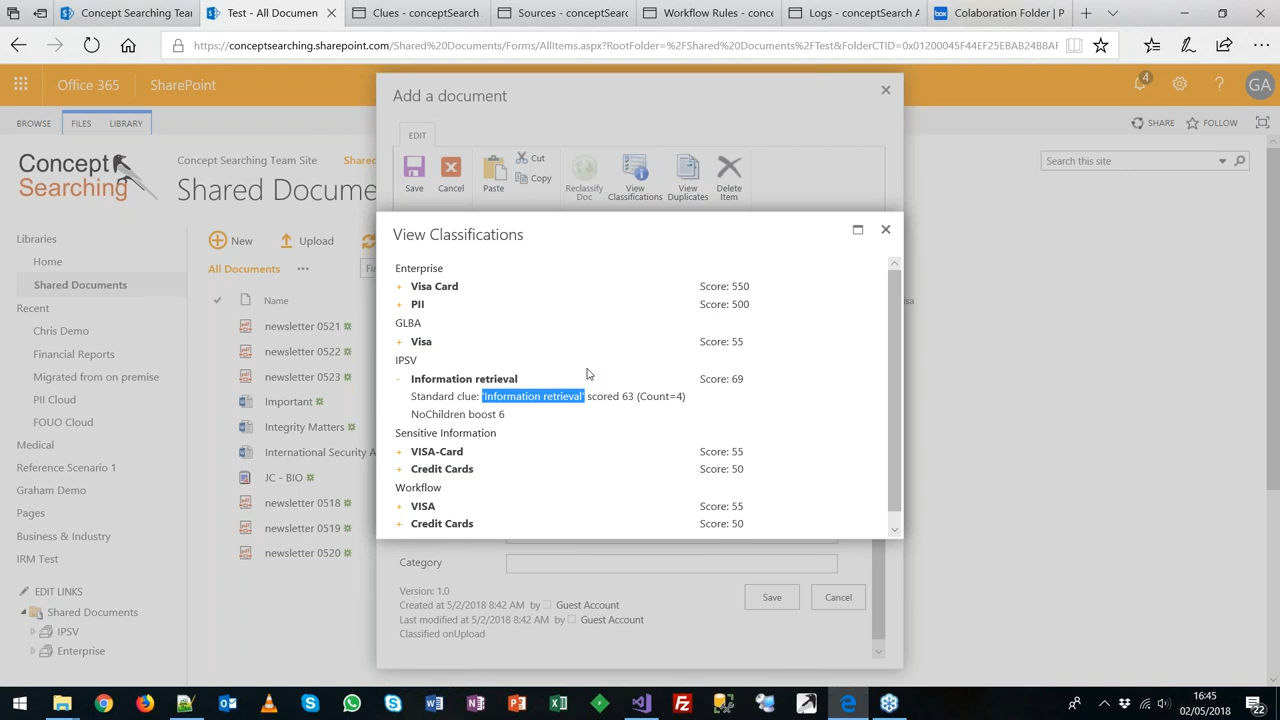 Concept Searching Team
Test - All Documen
Clues - conceptSearch
Sources - conceptSearc
Workflow Rules - conc
Logs - conceptSearch A
box
Colaboration Folder | P
https://conceptsearching.sharepoint.com/Shared%20Documents/Forms/AllItems.aspx?RootFolder=%2FShared%20Documents%2FTest&FolderCTID=0x01200045F44EF25EBAB24B8AF
Office 365
SharePoint
4
GA
BROWSE
FILES
LIBRARY
SHARE
FOLLOW
Concept
Searching
Concept Searching Team Site
Shared
Shared Docume
Search this site
Libraries
Home
Shared Documents
Recent
Chris Demo
Financial Reports
Migrated from on premise
PII Cloud
FOUO Cloud
Medical
Reference Scenario 1
Graham Demo
Pages
Business & Industry
IRM Test
EDIT LINKS
Shared Documents
IPSV
Enterprise
New
Upload
All Documents
Fi
Name
newsletter 0521
newsletter 0522
newsletter 0523
Important
Integrity Matters
International Security A
JC - BIO
newsletter 0518
newsletter 0519
newsletter 0520
Add a document
EDIT
Save
Cancel
Paste
Cut
Copy
Reclassify
Doc
View
Classifications
View
Duplicates
Delete
Item
View Classifications
Enterprise
+ Visa Card Score: 550
+ PII Score: 500
GLBA
+ Visa Score: 55
IPSV
- Information retrieval Score: 69
Standard clue: 'Information retrieval' scored 63 (Count=4)
NoChildren boost 6
Sensitive Information
+ VISA-Card Score: 55
+ Credit Cards Score: 50
Workflow
+ VISA Score: 55
+ Credit Cards Score: 50
isa
Category
Version: 1.0
Created at 5/2/2018 8:42 AM by Guest Account
Last modified at 5/2/2018 8:42 AM by Guest Account
Classified onUpload
Save
Cancel
16:45
02/05/2018
22